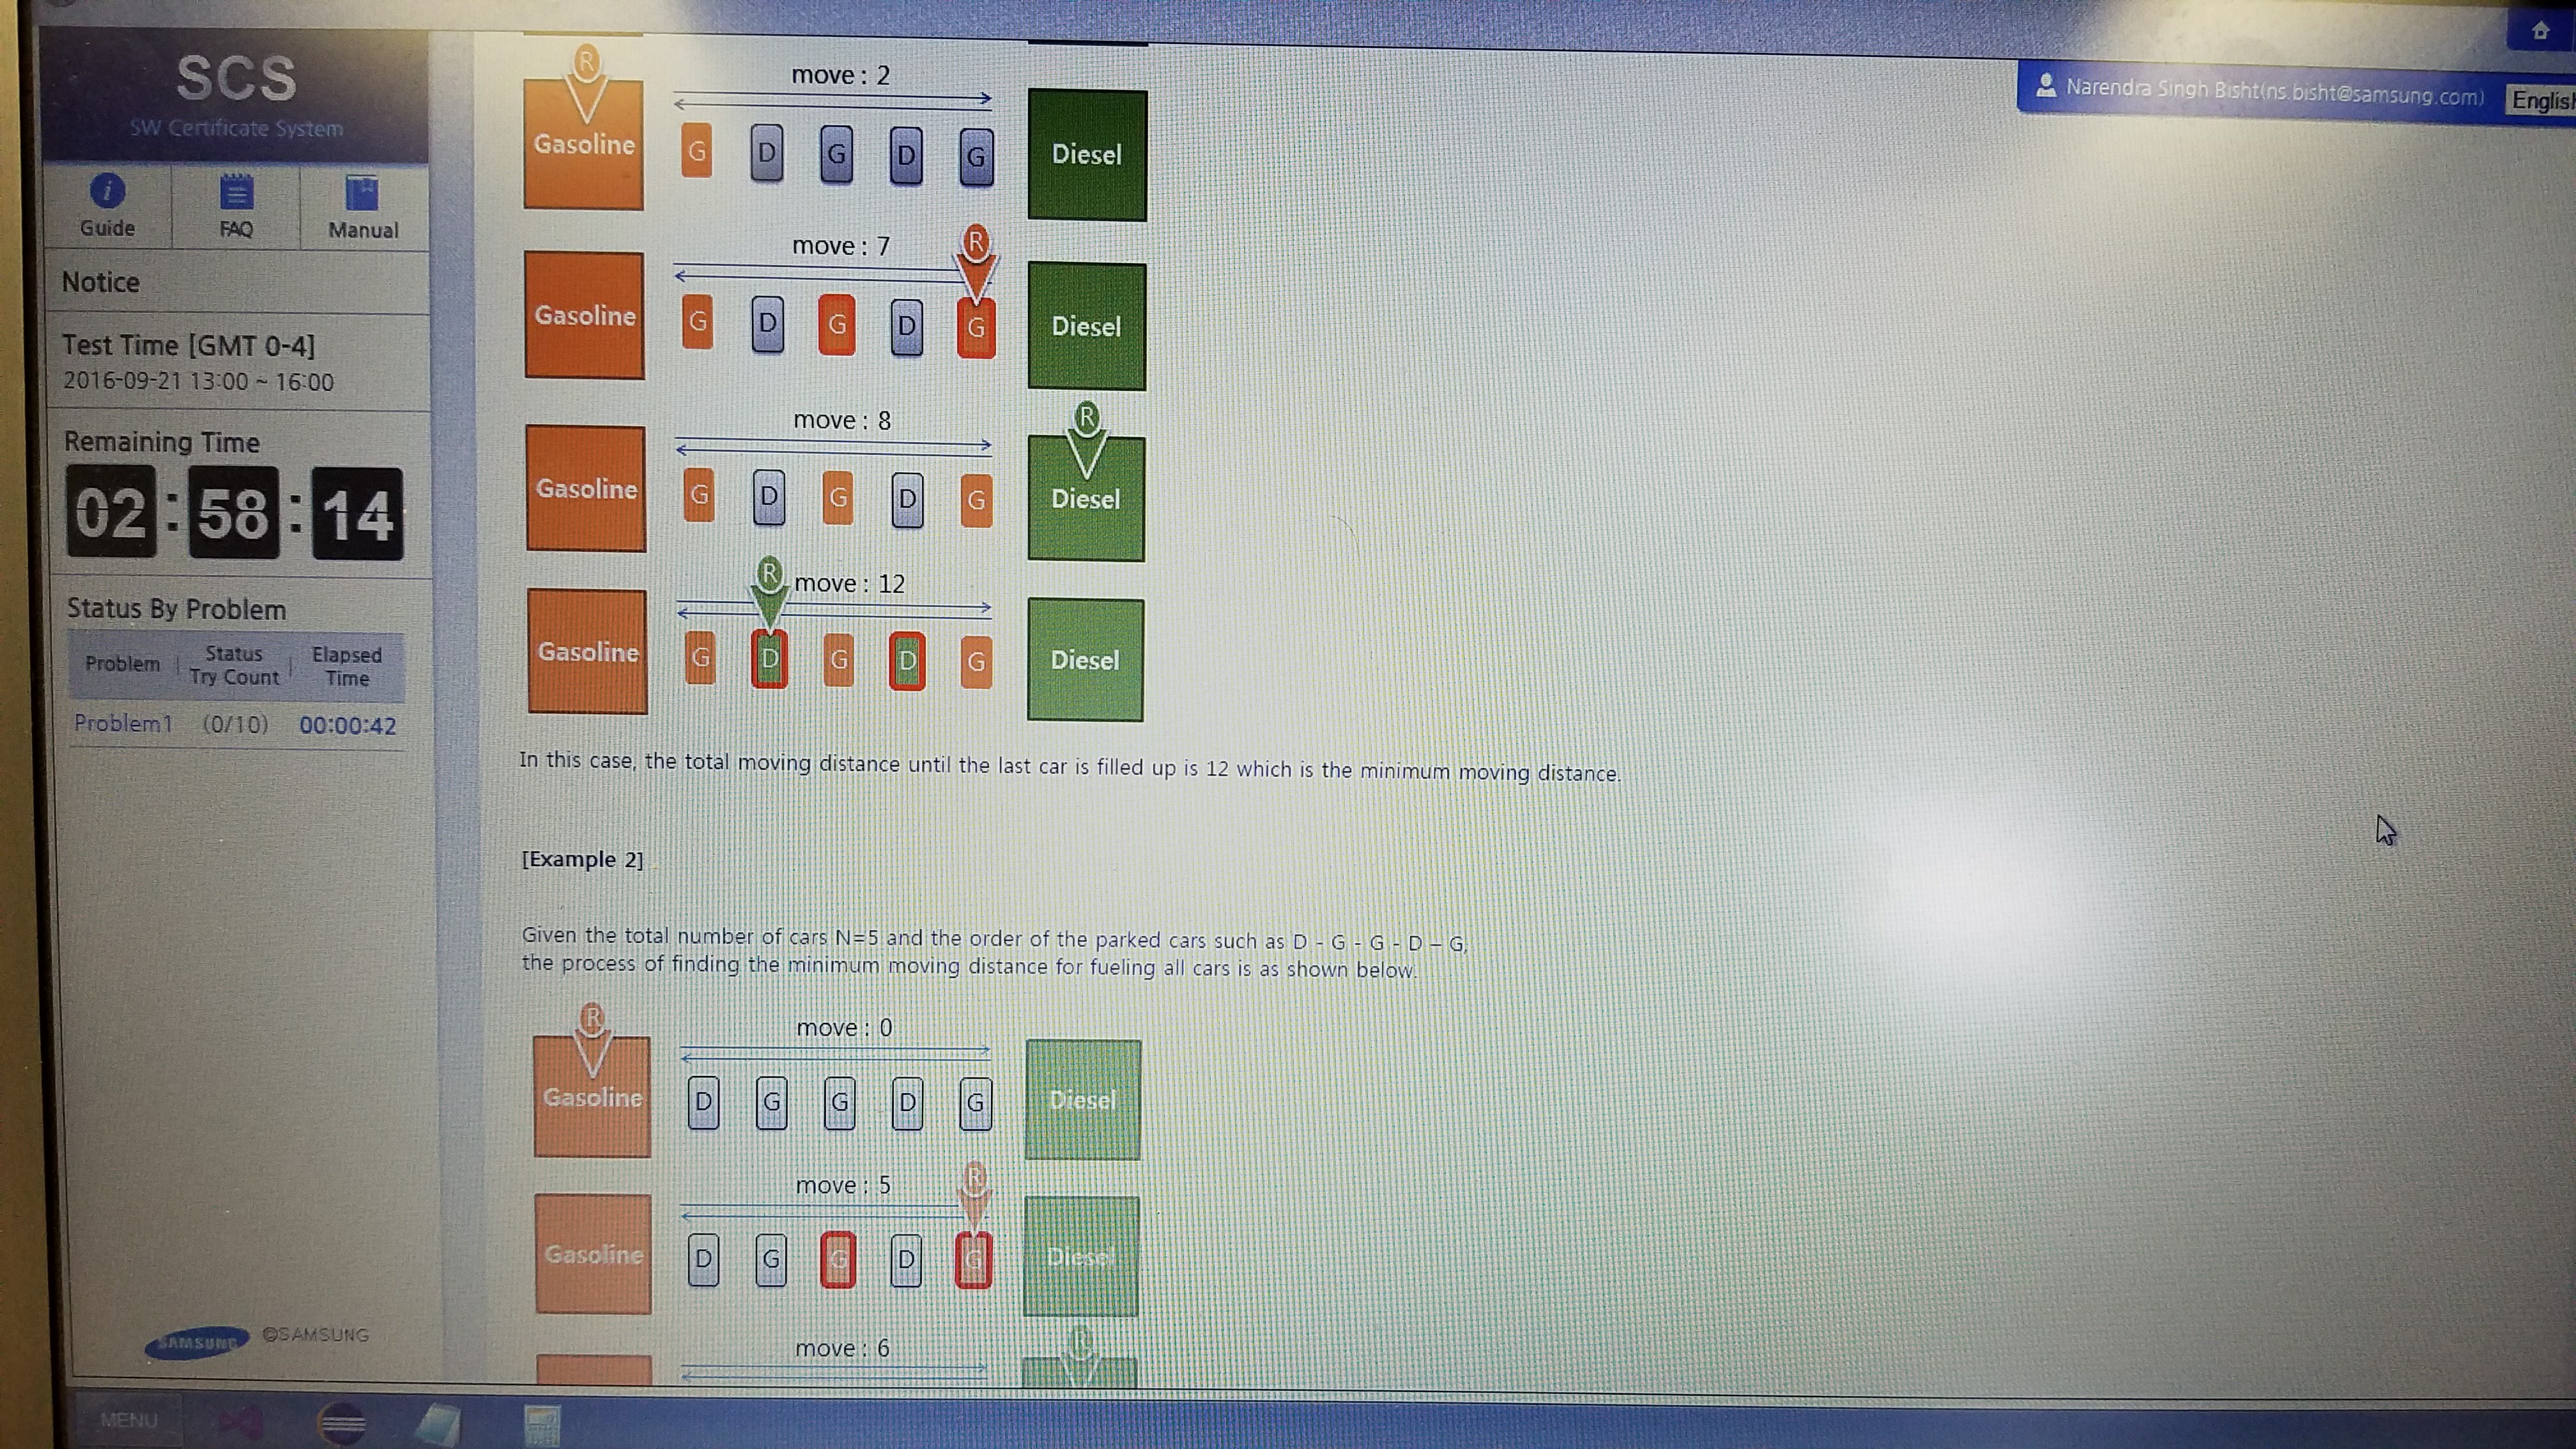 SCS
SW Certificate System
Guide
FAQ
Manual
Notice
Test Time [GMT 0-4]
2016-09-21 13:00 ~ 16:00
Remaining Time
02:58:14
Status By Problem
Problem
Status
Try Count
Elapsed
Time
Problem1 (0/10) 00:00:42
SAMSUNG
©SAMSUNG
MENU
Narendra Singh Bisht(ns.bisht@samsung.com)
English
R
move : 2
Gasoline G D G D G Diesel
R
move : 7
Gasoline G D G D G Diesel
R
move : 8
Gasoline G D G D G Diesel
R
move : 12
Gasoline G D G D G Diesel
In this case, the total moving distance until the last car is filled up is 12 which is the minimum moving distance.
[Example 2]
Given the total number of cars N=5 and the order of the parked cars such as D - G - G - D – G,
the process of finding the minimum moving distance for fueling all cars is as shown below.
R
move : 0
Gasoline D G G D G Diesel
R
move : 5
Gasoline D G G D G Diesel
R
move : 6